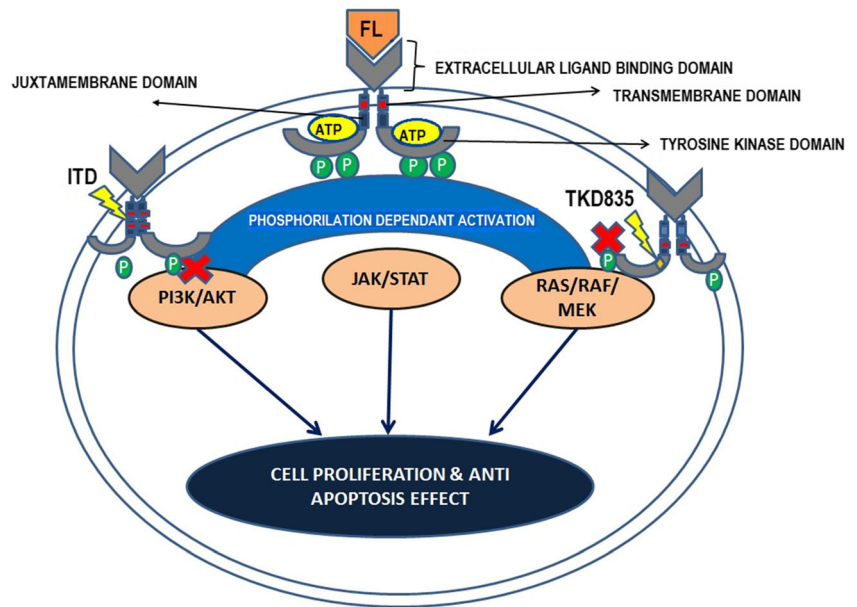 FL
EXTRACELLULAR LIGAND BINDING DOMAIN
JUXTAMEMBRANE DOMAIN
TRANSMEMBRANE DOMAIN
ATP
ATP
TYROSINE KINASE DOMAIN
P
P
P
P
ITD
TKD835
PHOSPHORILATION DEPENDANT ACTIVATION
P
P
P
P
PI3K/AKT
JAK/STAT
RAS/RAF/
MEK
CELL PROLIFERATION & ANTI
APOPTOSIS EFFECT